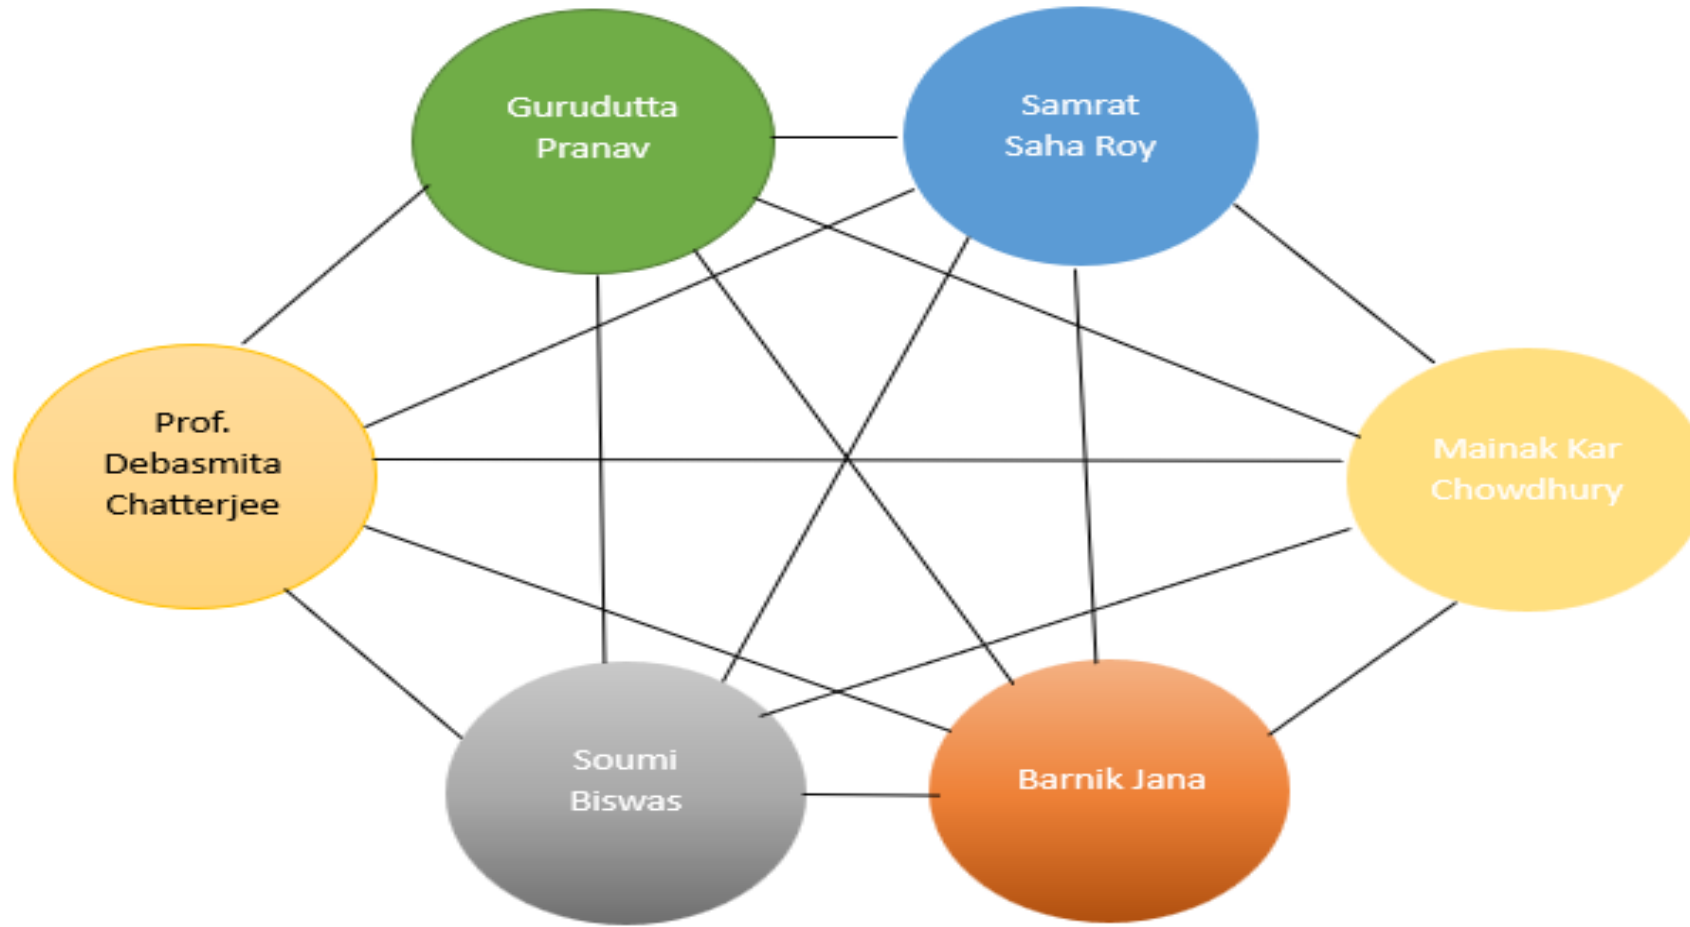 Gurudutta
Pranav
Samrat
Saha Roy
Prof.
Debasmita
Chatterjee
Mainak Kar
Chowdhury
Soumi
Biswas
Barnik Jana